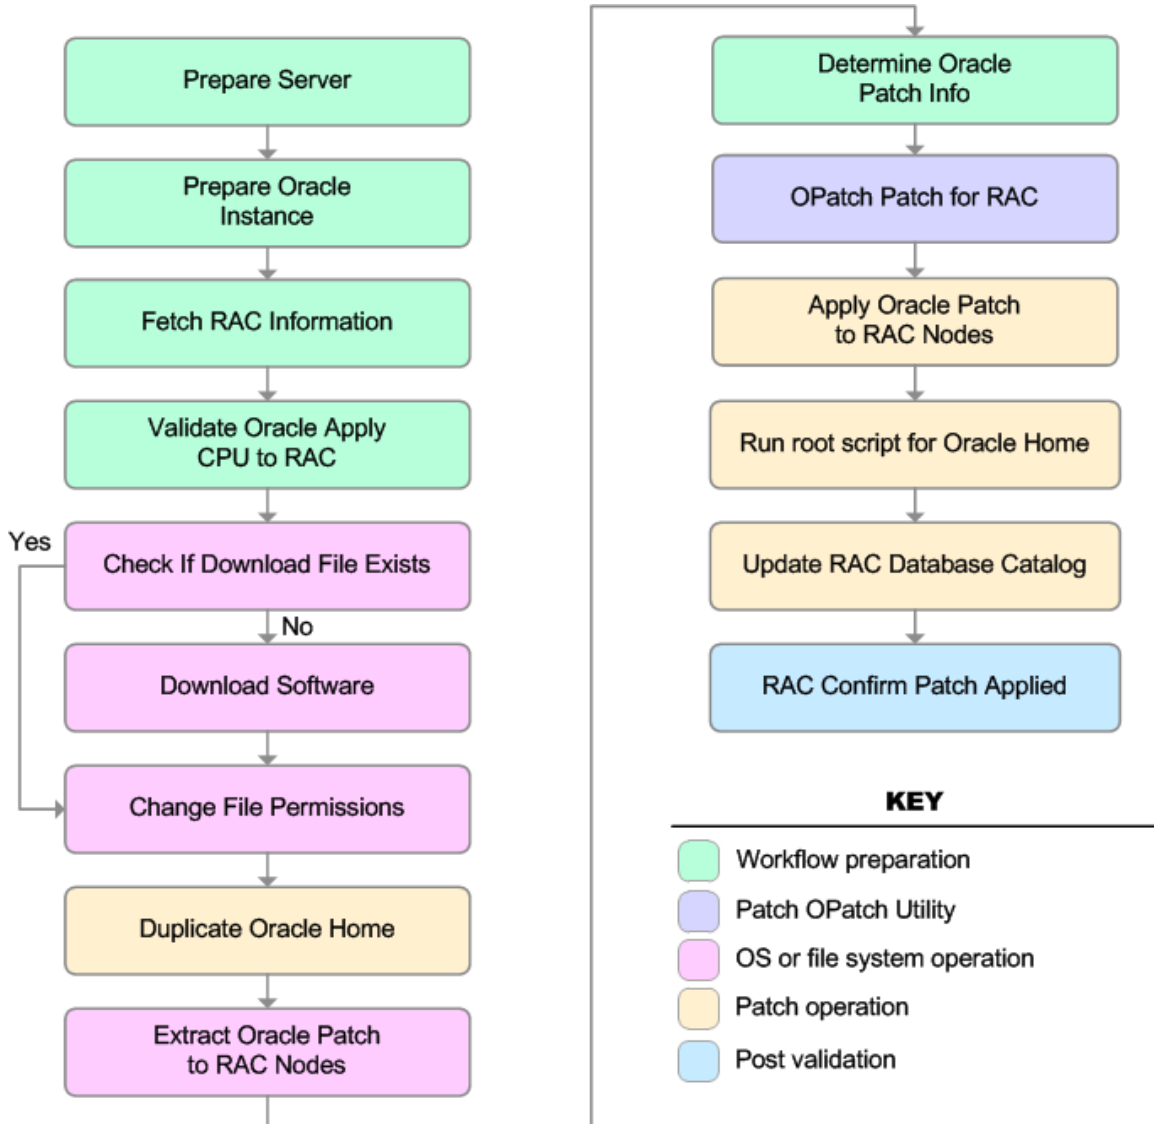 Prepare Server
Prepare Oracle
Instance
Fetch RAC Information
Validate Oracle Apply
CPU to RAC
Yes
Check If Download File Exists
No
Download Software
Change File Permissions
Duplicate Oracle Home
Extract Oracle Patch
to RAC Nodes
Determine Oracle
Patch Info
OPatch Patch for RAC
Apply Oracle Patch
to RAC Nodes
Run root script for Oracle Home
Update RAC Database Catalog
RAC Confirm Patch Applied
KEY
Workflow preparation
Patch OPatch Utility
OS or file system operation
Patch operation
Post validation